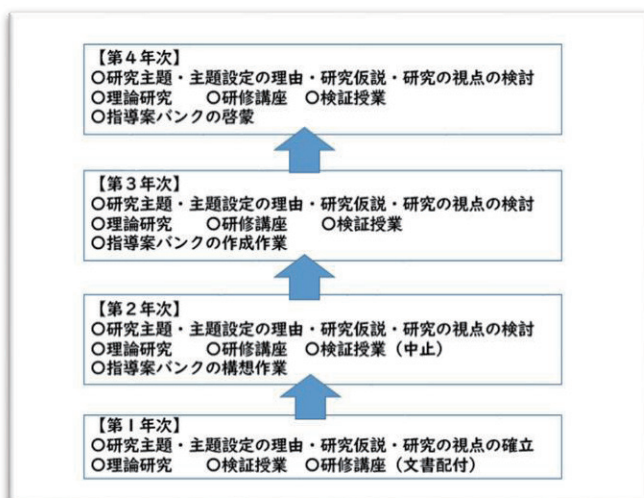 【第４年次】
○研究主題・主題設定の理由・研究仮説・研究の視点の検討
○理論研究　　○研修講座　○検証授業
○指導案バンクの啓蒙
【第３年次】
○研究主題・主題設定の理由・研究仮説・研究の視点の検討
○理論研究　　○研修講座　　　○検証授業
○指導案バンクの作成作業
【第２年次】
○研究主題・主題設定の理由・研究仮説・研究の視点の検討
○理論研究　　○研修講座　○検証授業（中止）
○指導案バンクの構想作業
【第１年次】
○研究主題・主題設定の理由・研究仮説・研究の視点の確立
○理論研究　　○検証授業　○研修講座（文書配付）